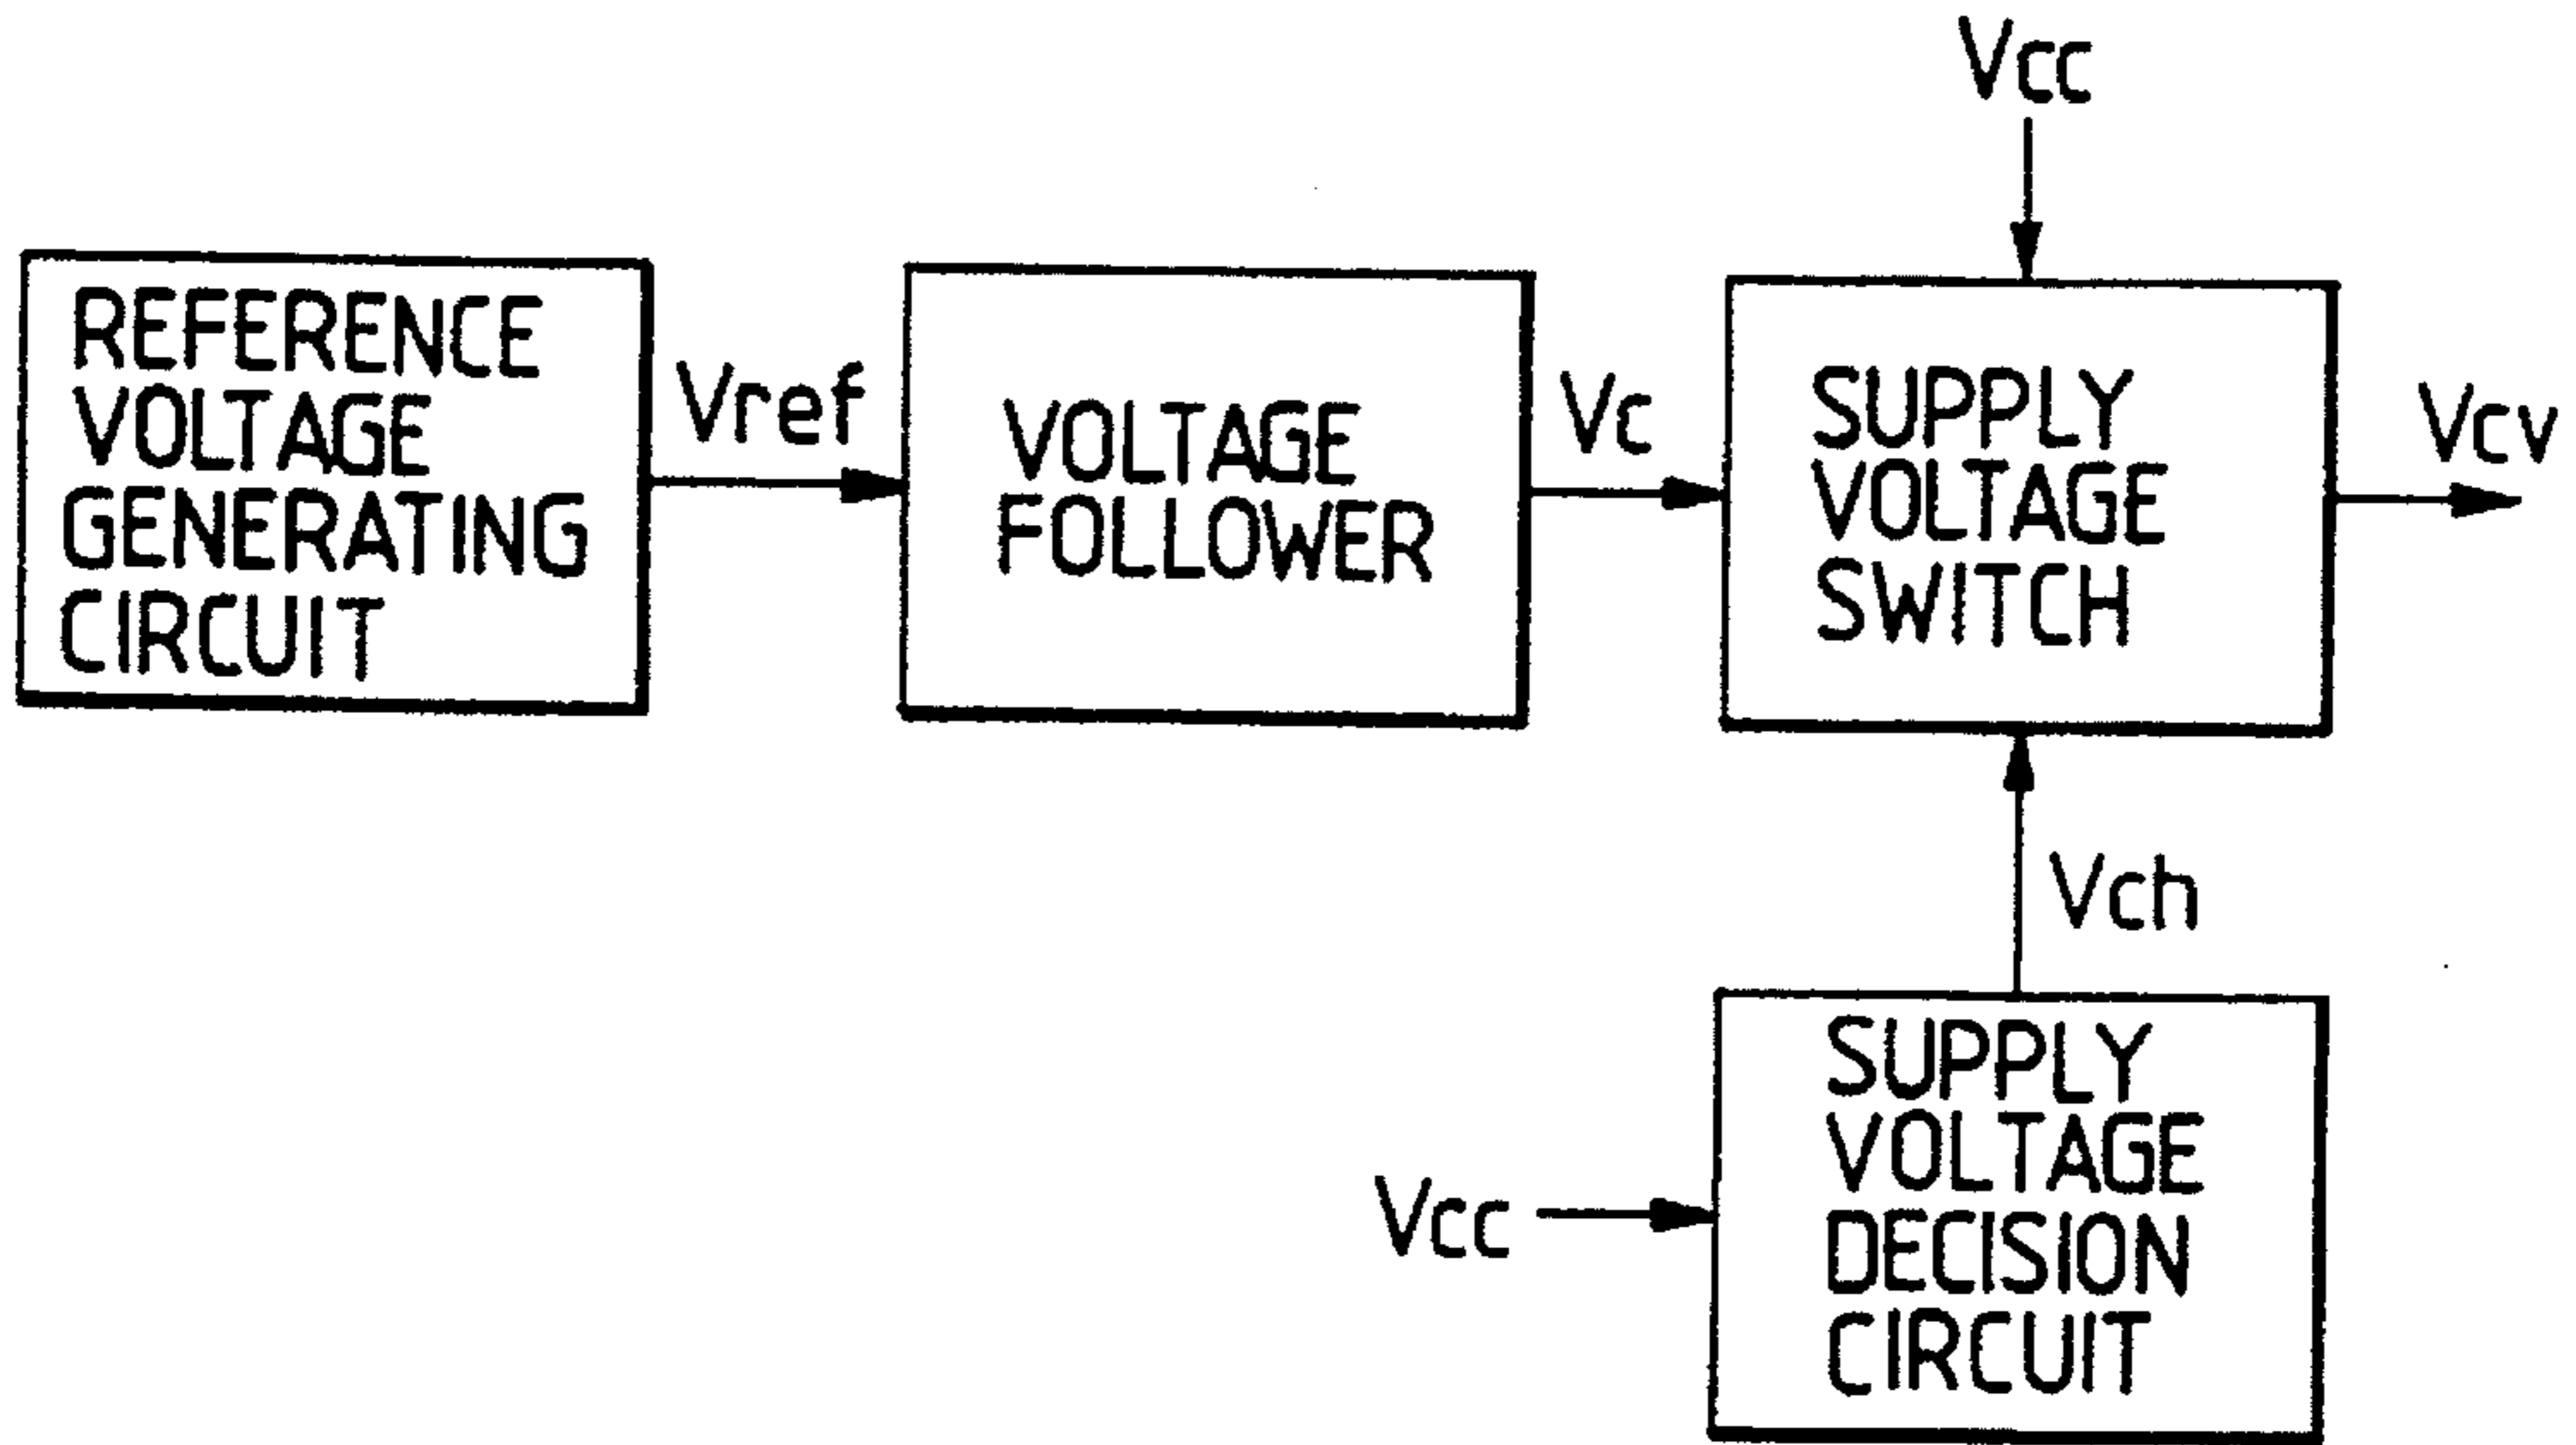 Vcc
REFERENCE
VOLTAGE
GENERATING
CIRCUIT
Vref
VOLTAGE
FOLLOWER
Vc
SUPPLY
VOLTAGE
SWITCH
Vcv
Vch
Vcc
SUPPLY
VOLTAGE
DECISION
CIRCUIT